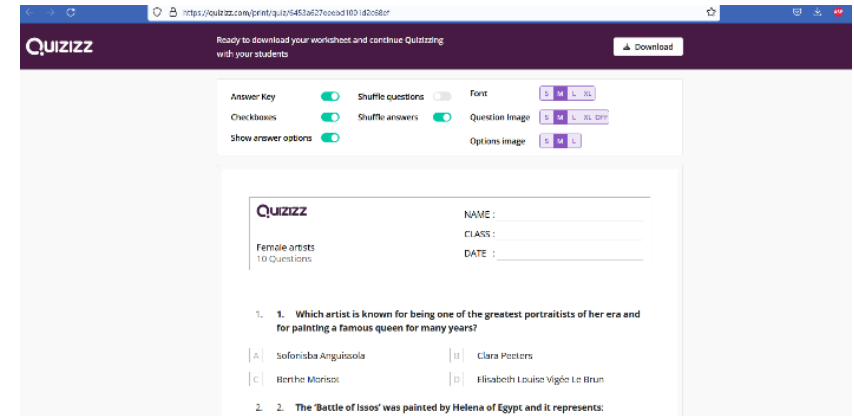 https://quizizz.com/print/quiz/
Quizizz
Ready to download your worksheet and continue Quizizzing
with your students
Download
Answer Key
Shuffle questions
Font
S M L XL
Checkboxes
Shuffle answers
Question Image
S M L XL OFF
Show answer options
Options image
S M L
Quizizz
NAME :
CLASS :
Female artists
DATE :
10 Questions
1. 1. Which artist is known for being one of the greatest portraitists of her era and
for painting a famous queen for many years?
A Sofonisba Anguissola
B Clara Peeters
C Berthe Morisot
D Elisabeth Louise Vigée Le Brun
2. 2. The 'Battle of Issos' was painted by Helena of Egypt and it represents: